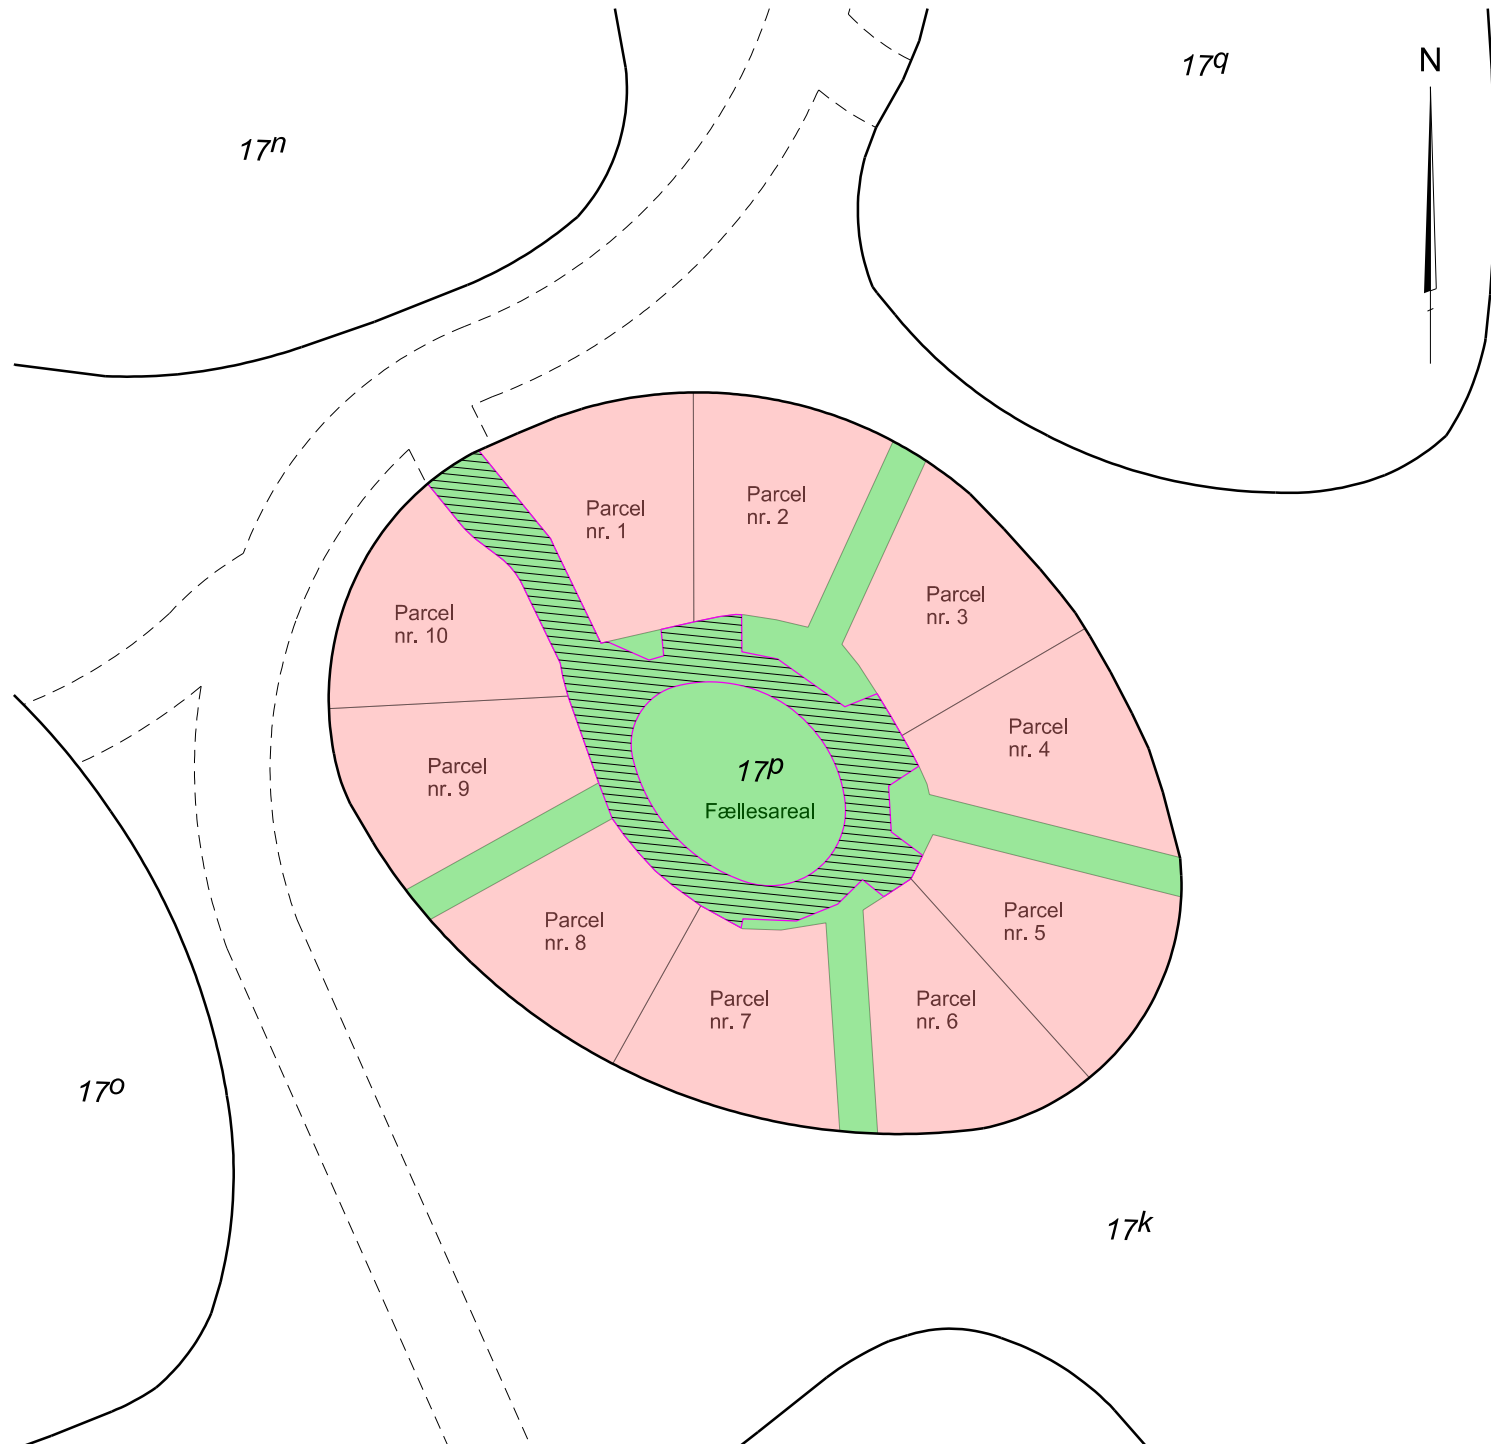 17q
N
17n
Parcel
nr. 1
Parcel
nr. 2
Parcel
nr. 3
Parcel
nr. 10
Parcel
nr. 4
17p
Fællesareal
Parcel
nr. 9
Parcel
nr. 8
Parcel
nr. 5
Parcel
nr. 7
Parcel
nr. 6
17o
17k